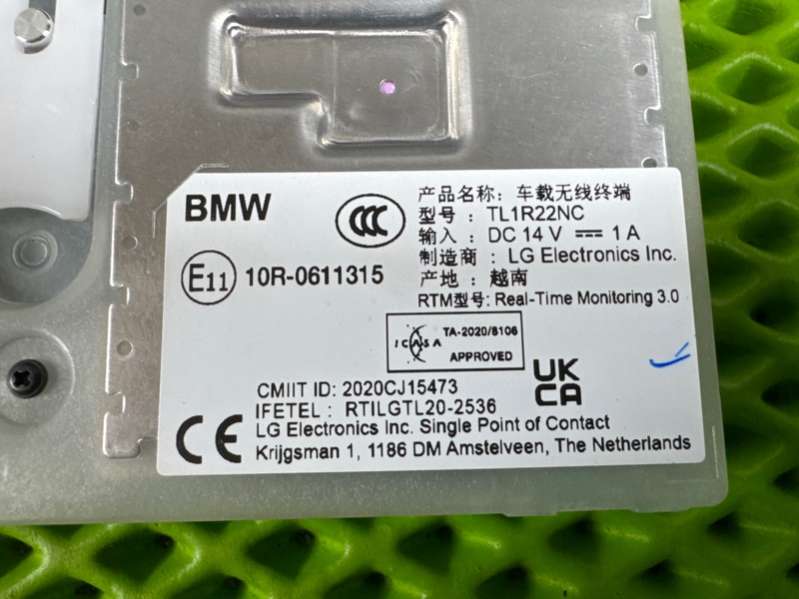 BMW
CCC
产品名称: 车载无线终端
型号 : TL1R22NC
输入 : DC 14 V ⎓ 1 A
制造商 : LG Electronics Inc.
产地 : 越南
RTM型号: Real-Time Monitoring 3.0
E11 10R-0611315
ICASA TA-2020/8106
APPROVED
CMIIT ID: 2020CJ15473
IFETEL : RTILGTL20-2536
UK
CA
CE
LG Electronics Inc. Single Point of Contact
Krijgsman 1, 1186 DM Amstelveen, The Netherlands